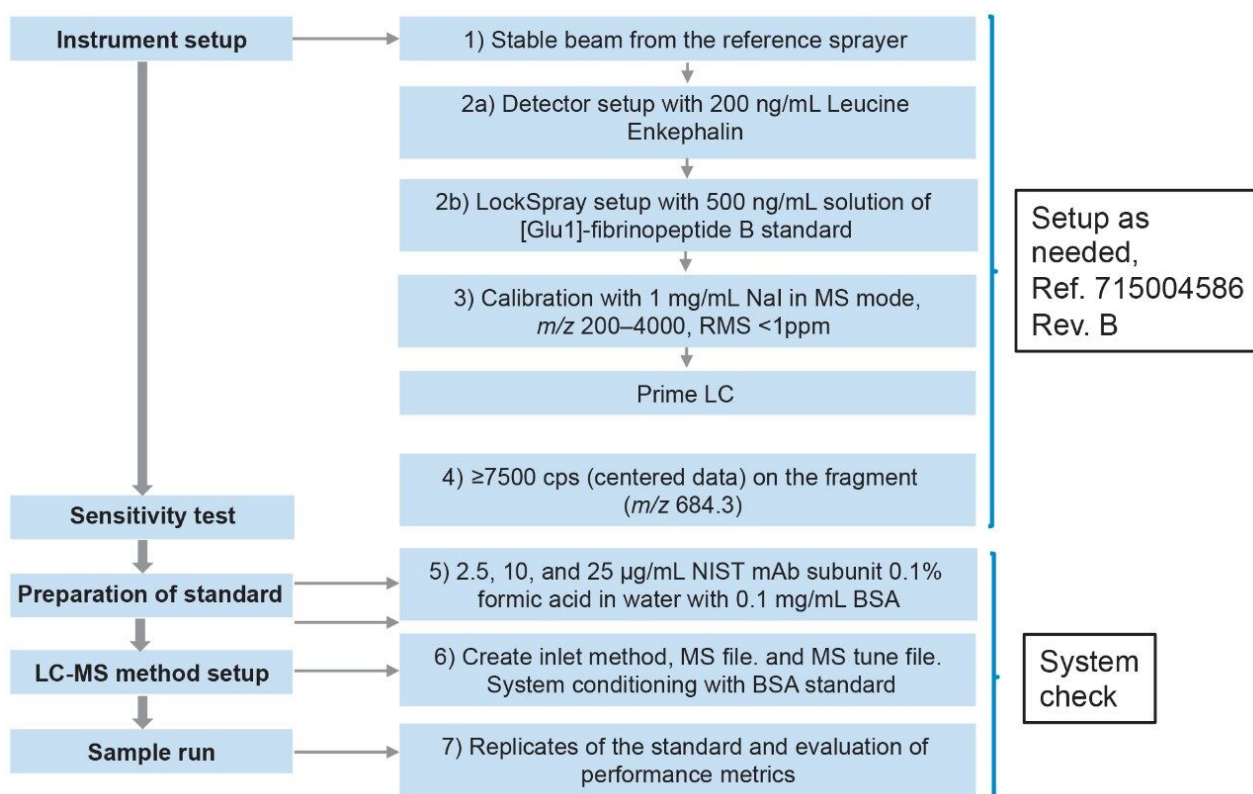 Instrument setup
1) Stable beam from the reference sprayer
2a) Detector setup with 200 ng/mL Leucine
Enkephalin
2b) LockSpray setup with 500 ng/mL solution of
[Glu1]-fibrinopeptide B standard
3) Calibration with 1 mg/mL NaI in MS mode,
m/z 200–4000, RMS <1ppm
Prime LC
4) ≥7500 cps (centered data) on the fragment
(m/z 684.3)
Setup as
needed,
Ref. 715004586
Rev. B
Sensitivity test
Preparation of standard
5) 2.5, 10, and 25 µg/mL NIST mAb subunit 0.1%
formic acid in water with 0.1 mg/mL BSA
LC-MS method setup
6) Create inlet method, MS file. and MS tune file.
System conditioning with BSA standard
Sample run
7) Replicates of the standard and evaluation of
performance metrics
System
check